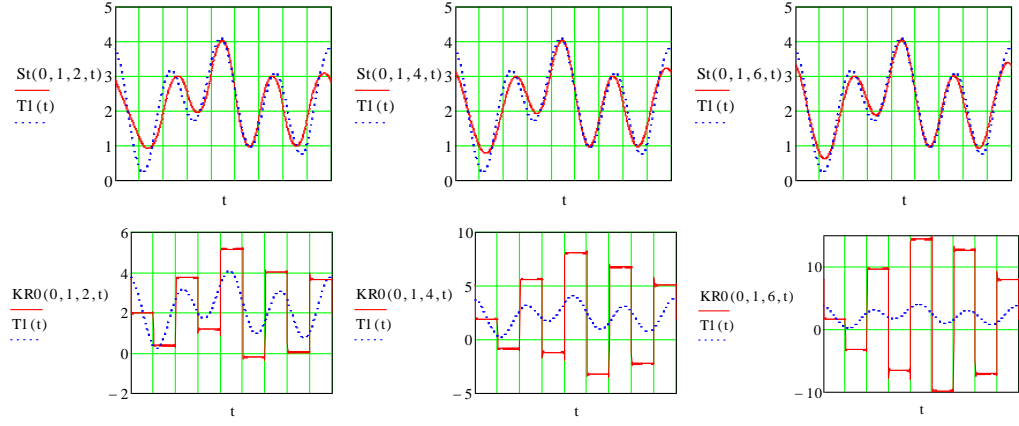 5
4
St(0,1,2,t) 3
T1(t) 2
1
0
t
5
4
St(0,1,4,t) 3
T1(t) 2
1
0
t
5
4
St(0,1,6,t) 3
T1(t) 2
1
0
t
6
4
KR0(0,1,2,t) 2
T1(t)
0
−2
t
10
5
KR0(0,1,4,t)
T1(t) 0
−5
t
10
KR0(0,1,6,t)
T1(t) 0
−10
t